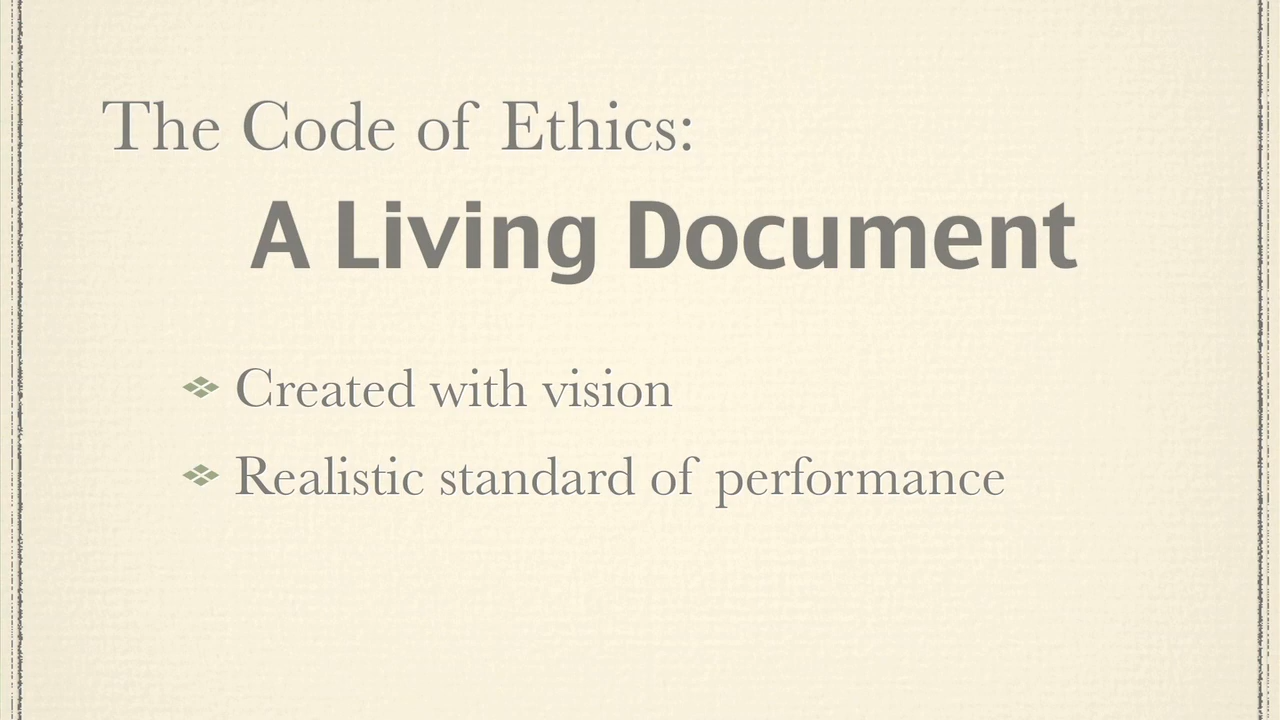 The Code of Ethics:
A Living Document
Created with vision
Realistic standard of performance